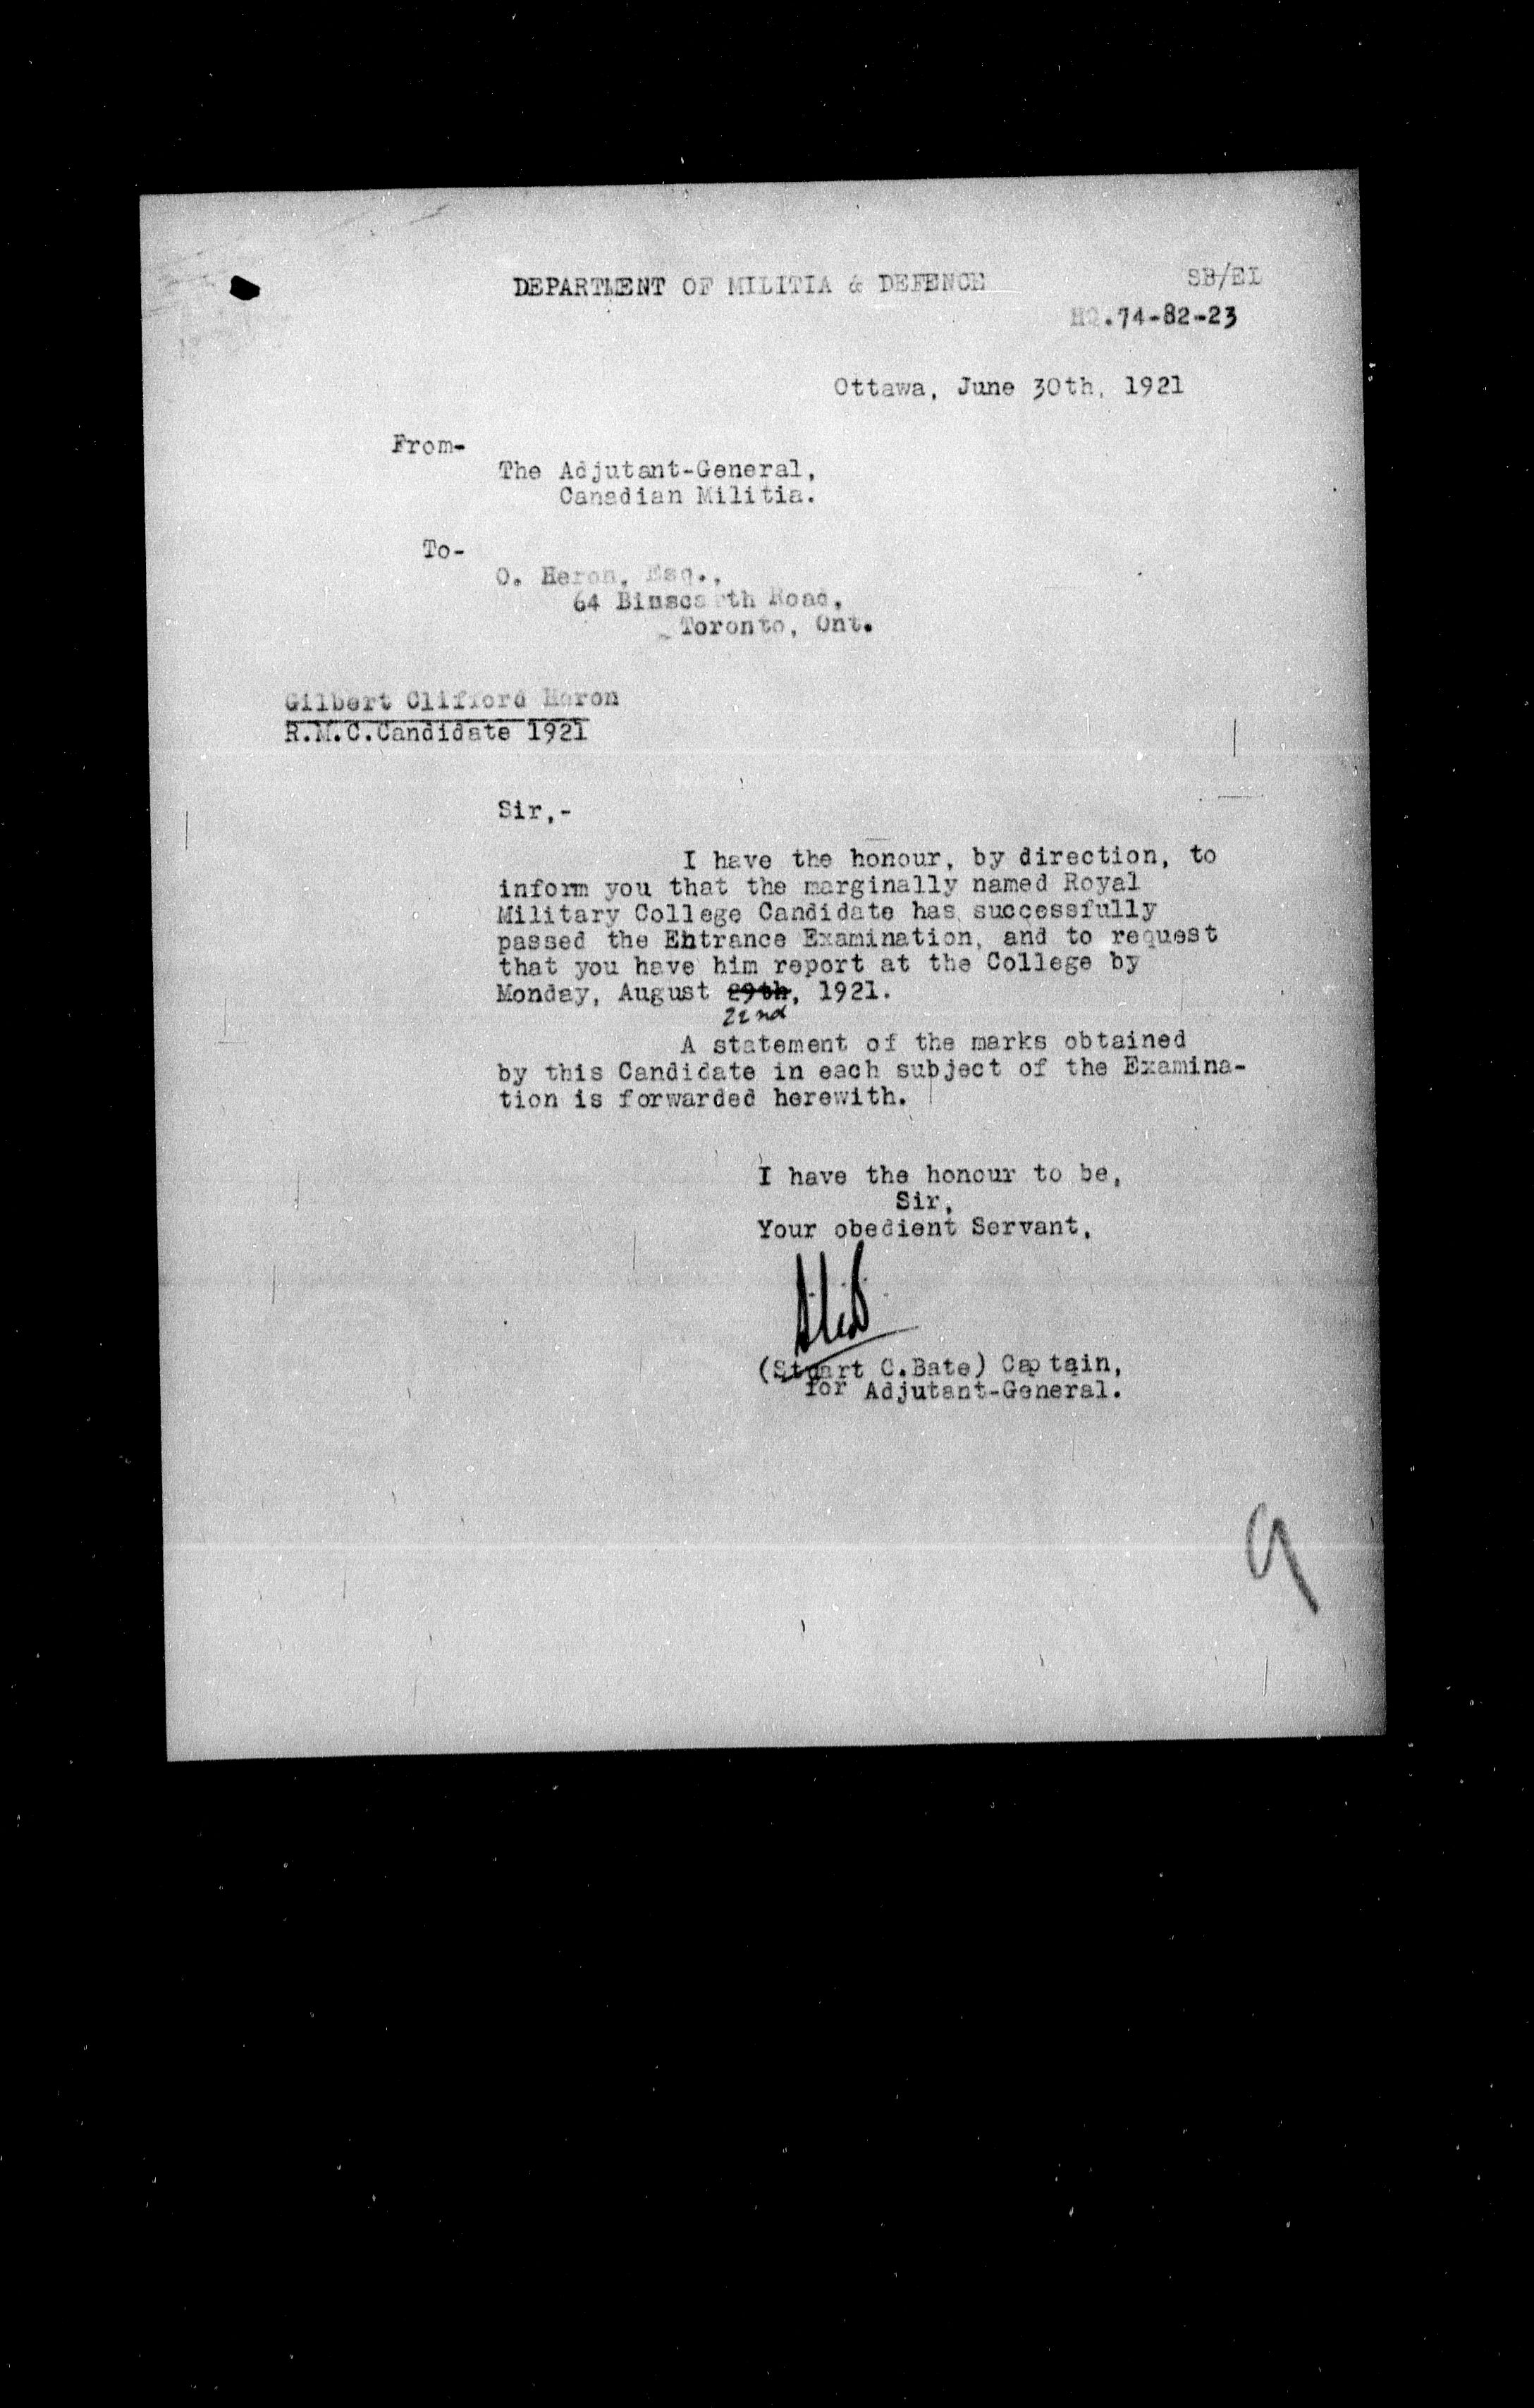 DEPARTMENT OF MILITIA & DEFENCE
SB/EL
HQ.74-82-23
Ottawa, June 30th, 1921
From-
The Adjutant-General,
Canadian Militia.
To-
O. Heron, Esq.,
64 Binscarth Road,
Toronto, Ont.
Gilbert Clifford Heron
R.M.C.Candidate 1921
Sir,-
I have the honour, by direction, to
inform you that the marginally named Royal
Military College Candidate has successfully
passed the Entrance Examination, and to request
that you have him report at the College by
Monday, August 29th, 1921.
22nd
A statement of the marks obtained
by this Candidate in each subject of the Examina-
tion is forwarded herewith.
I have the honour to be,
Sir,
Your obedient Servant,
(Stuart C.Bate) Captain,
for Adjutant-General.
9